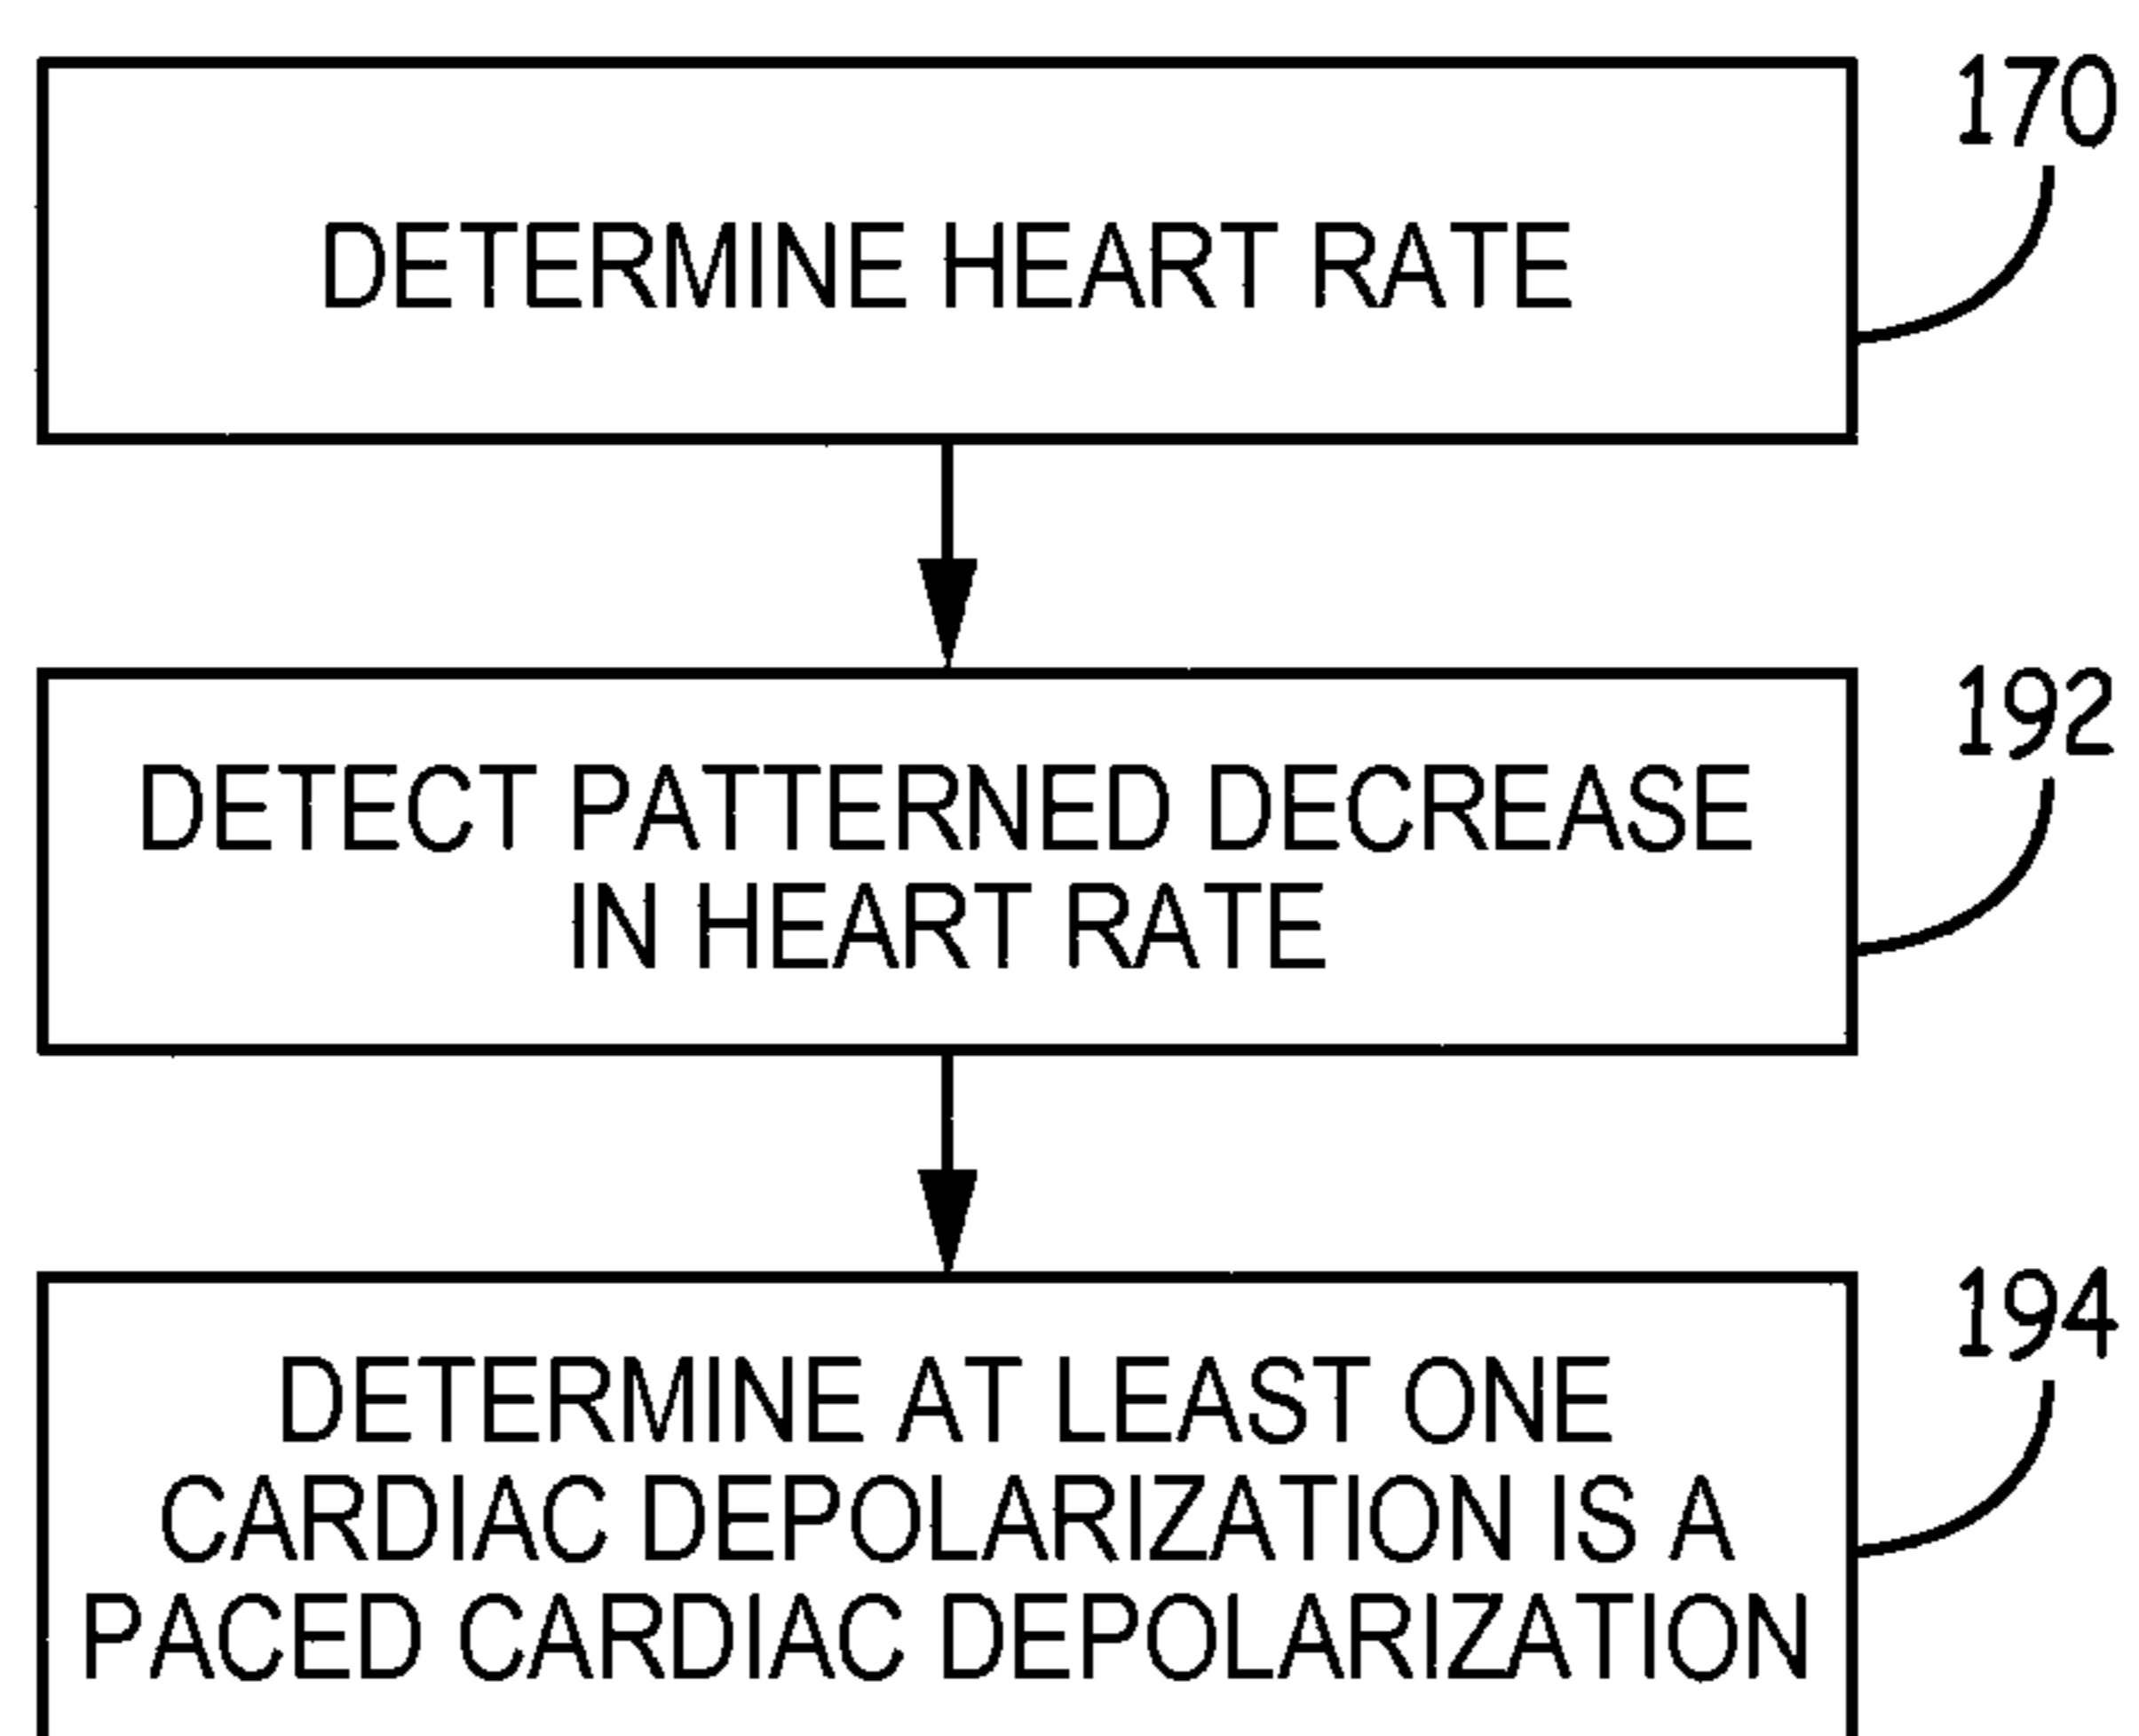 170
DETERMINE HEART RATE
192
DETECT PATTERNED DECREASE
IN HEART RATE
194
DETERMINE AT LEAST ONE
CARDIAC DEPOLARIZATION IS A
PACED CARDIAC DEPOLARIZATION